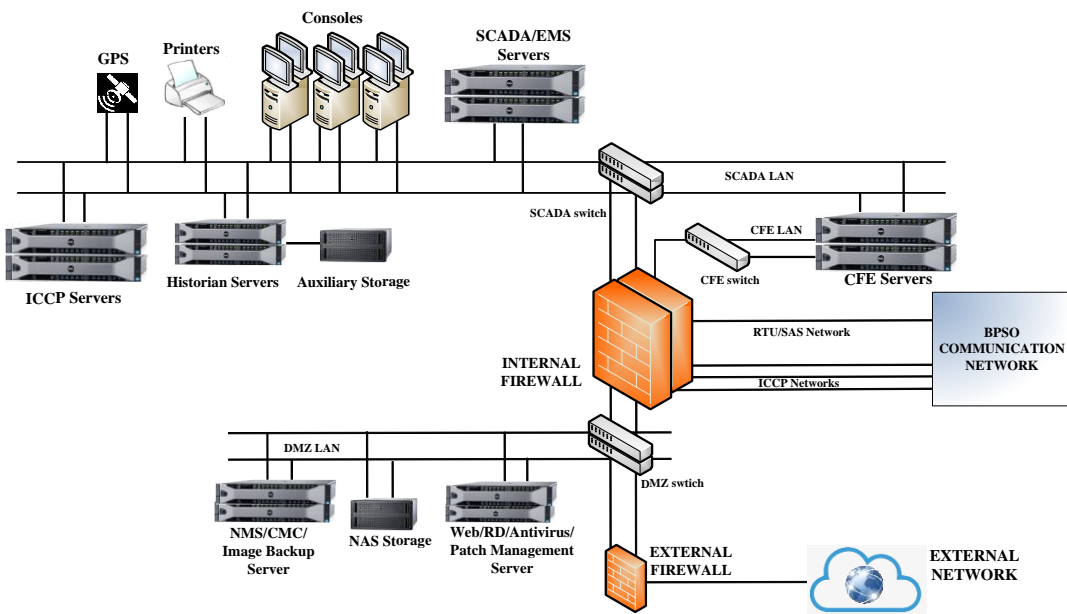 Consoles
SCADA/EMS
Servers
Printers
GPS
SCADA LAN
SCADA switch
CFE LAN
CFE switch
CFE Servers
ICCP Servers
Historian Servers
Auxiliary Storage
RTU/SAS Network
BPSO
COMMUNICATION
NETWORK
INTERNAL
FIREWALL
ICCP Networks
DMZ LAN
DMZ swtich
NMS/CMC/
Image Backup
Server
NAS Storage
Web/RD/Antivirus/
Patch Management
Server
EXTERNAL
FIREWALL
EXTERNAL
NETWORK